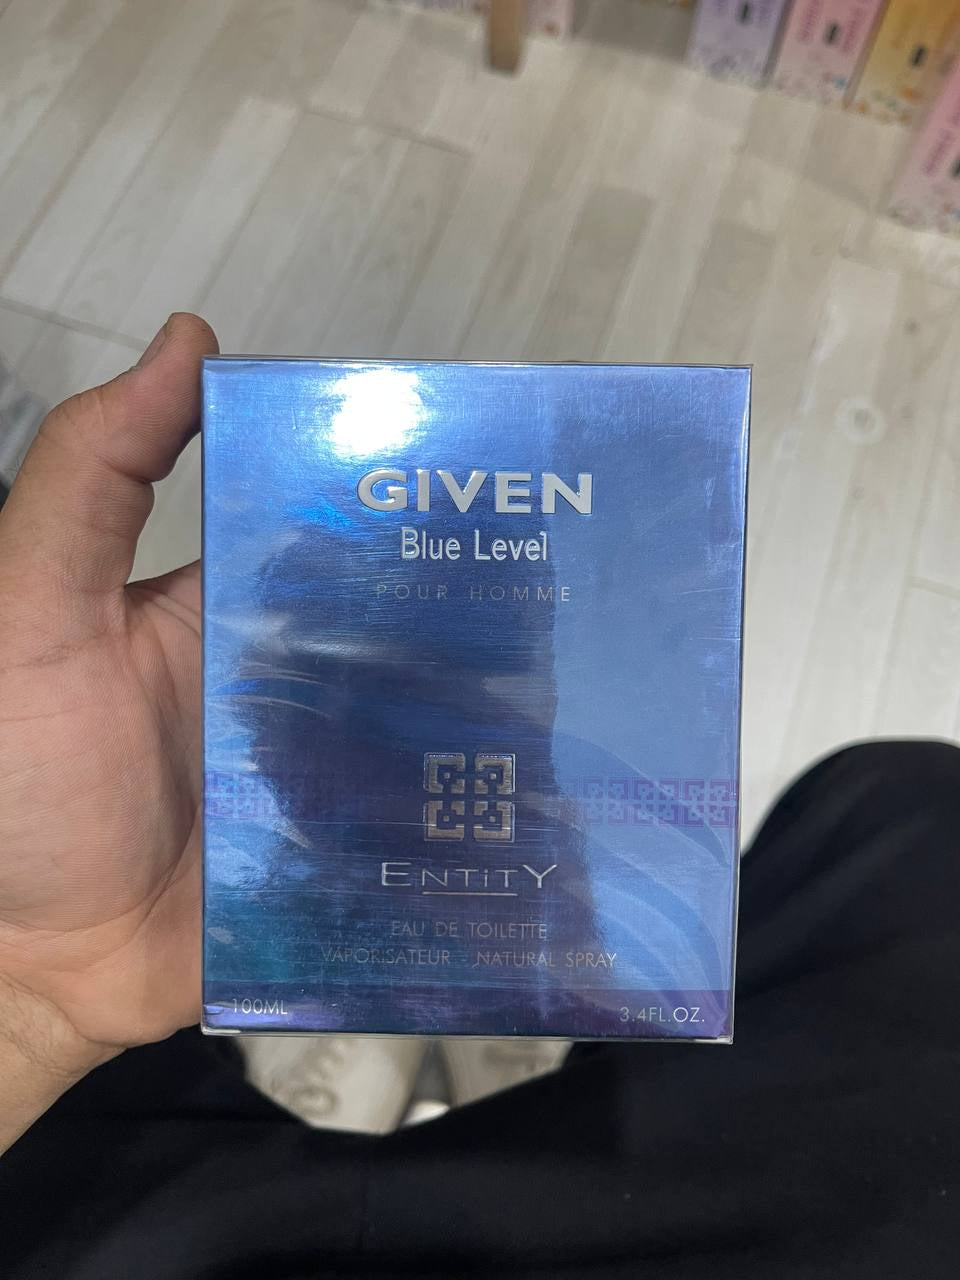 GIVEN
Blue Level
POUR HOMME
ENTITY
EAU DE TOILETTE
VAPORISATEUR - NATURAL SPRAY
100ML 3.4FL.OZ.